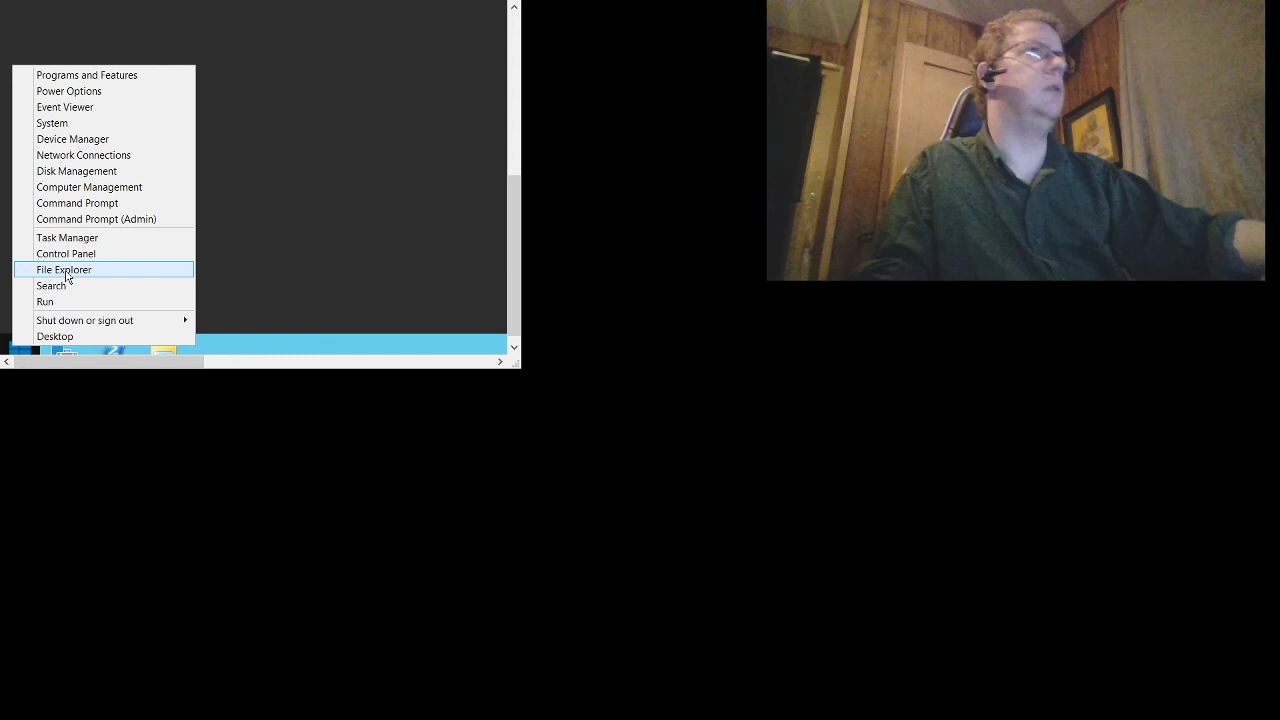 Programs and Features
Power Options
Event Viewer
System
Device Manager
Network Connections
Disk Management
Computer Management
Command Prompt
Command Prompt (Admin)
Task Manager
Control Panel
File Explorer
Search
Run
Shut down or sign out
Desktop